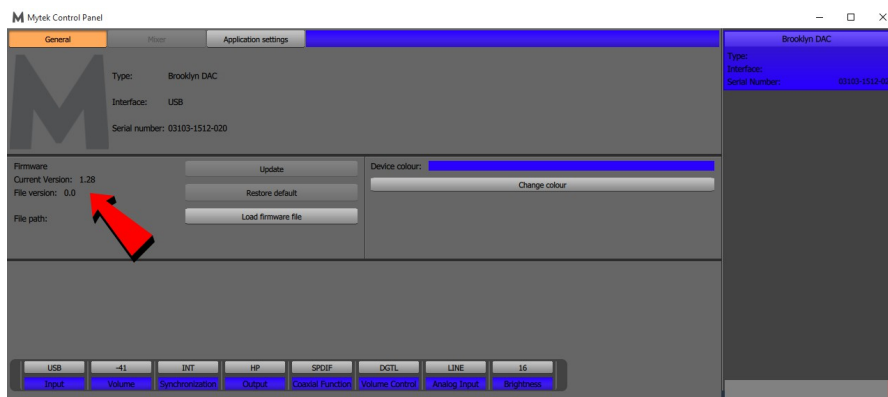 Mytek Control Panel
General
Mixer
Application settings
Brooklyn DAC
Type: Brooklyn DAC
Interface: USB
Serial number: 03103-1512-020
Type:
Interface:
Serial Number: 03103-1512-02
Firmware
Current Version: 1.28
File version: 0.0
File path:
Update
Restore default
Load firmware file
Device colour:
Change colour
USB -41 INT HP SPDIF DGTL LINE 16
Input Volume Synchronization Output Coaxial Function Volume Control Analog Input Brightness